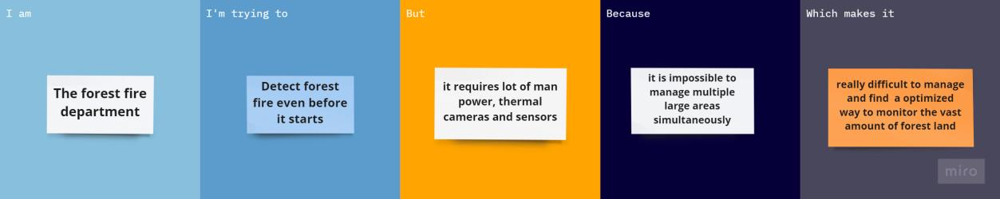 I am
The forest fire
department
I'm trying to
Detect forest
fire even before
it starts
But
it requires lot of man
power, thermal
cameras and sensors
Because
it is impossible to
manage multiple
large areas
simultaneously
Which makes it
really difficult to manage
and find a optimized
way to monitor the vast
amount of forest land
miro